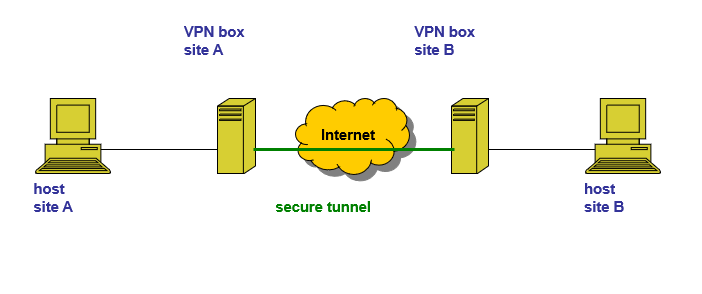 VPN box
site A
VPN box
site B
Internet
host
site A
secure tunnel
host
site B